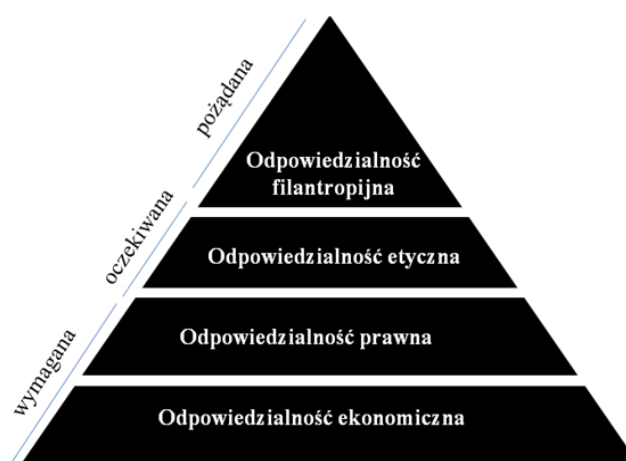 pożądana
Odpowiedzialność
filantropijna
oczekiwana
Odpowiedzialność etyczna
wymagana
Odpowiedzialność prawna
Odpowiedzialność ekonomiczna